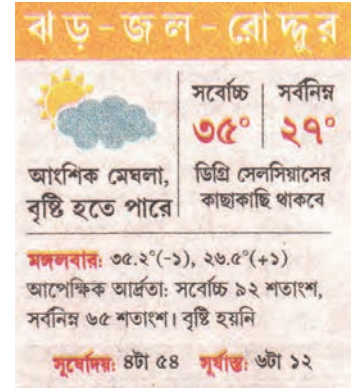 ঝড়-জল-রোদ্দুর
সর্বোচ্চ
৩৫°
সর্বনিম্ন
২৭°
আংশিক মেঘলা,
বৃষ্টি হতে পারে
ডিগ্রি সেলসিয়াসের
কাছাকাছি থাকবে
মঙ্গলবার: ৩৫.২°(-১), ২৬.৫°(+১)
আপেক্ষিক আর্দ্রতা: সর্বোচ্চ ৯২ শতাংশ,
সর্বনিম্ন ৬৫ শতাংশ। বৃষ্টি হয়নি
সূর্যোদয়: ৪টা ৫৪ সূর্যাস্ত: ৬টা ১২